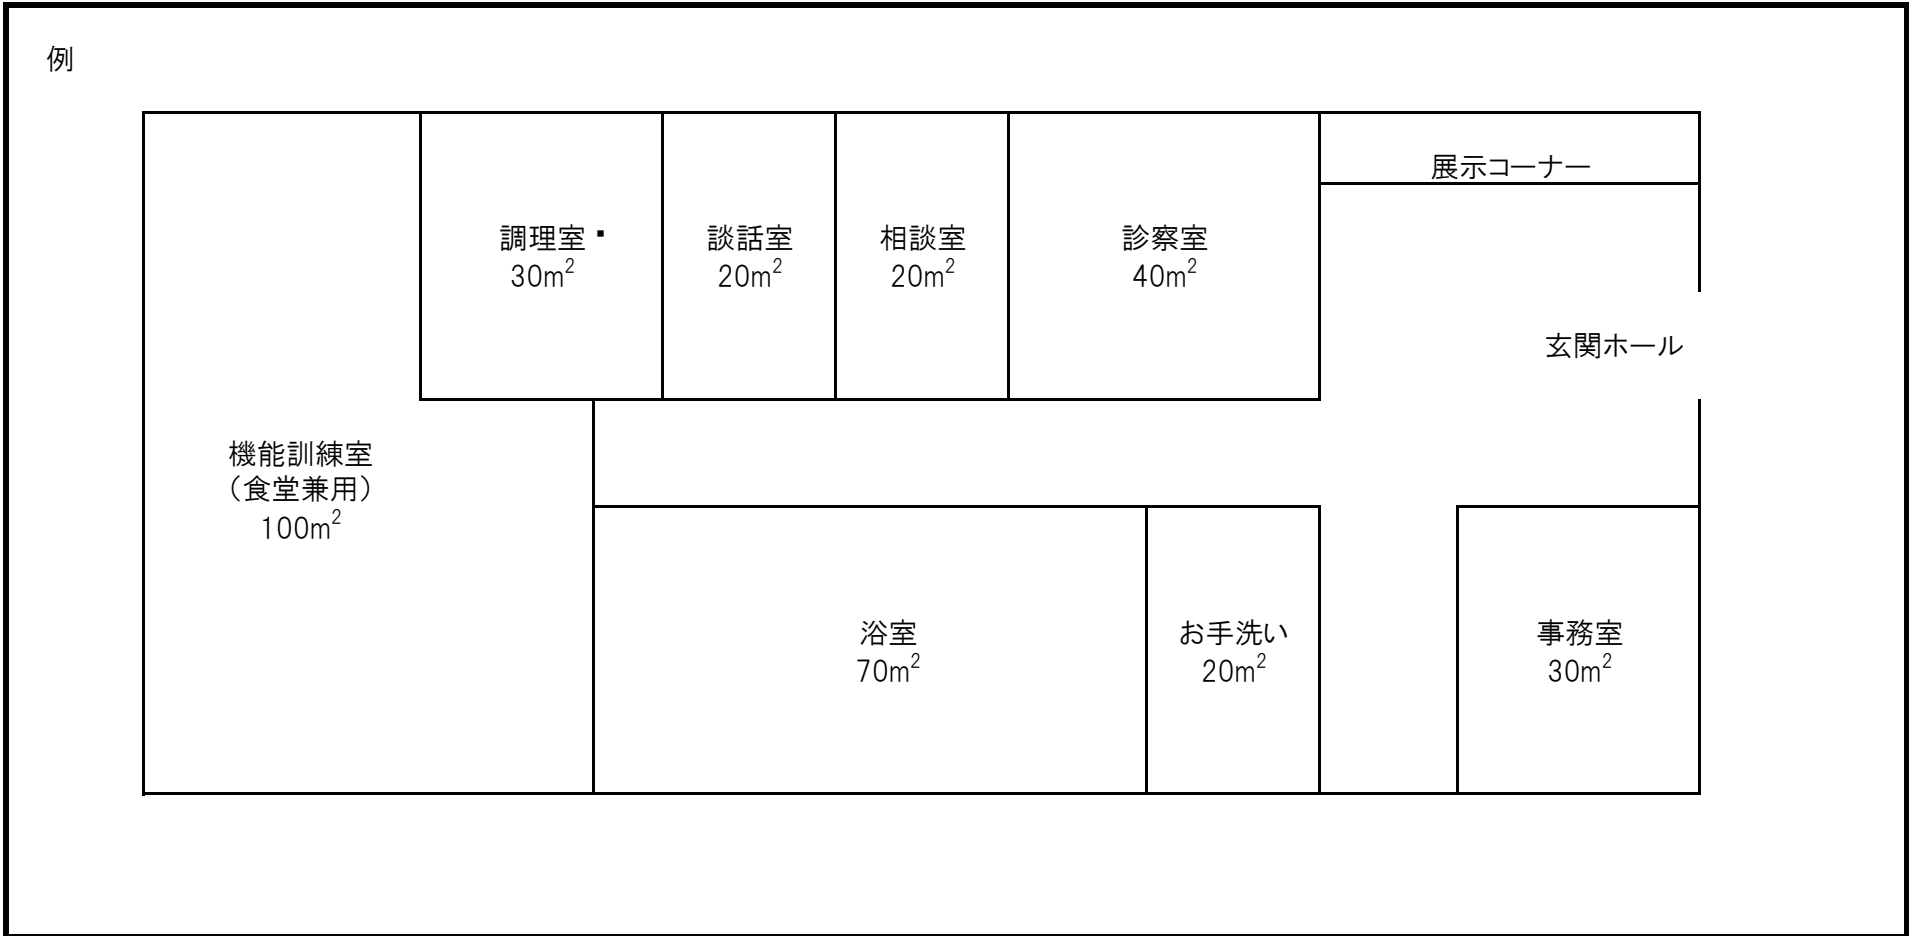 例
展示コーナー
調理室・
30m²
談話室
20m²
相談室
20m²
診察室
40m²
玄関ホール
機能訓練室
（食堂兼用）
100m²
浴室
70m²
お手洗い
20m²
事務室
30m²